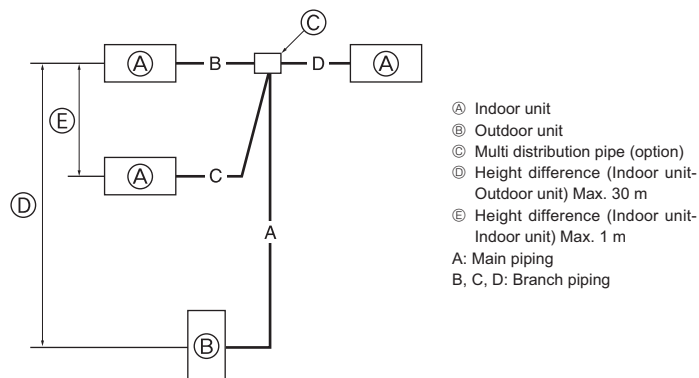 Ⓒ
Ⓐ B D Ⓐ
Ⓔ
Ⓐ C
Ⓓ
A
Ⓑ
Ⓐ Indoor unit
Ⓑ Outdoor unit
Ⓒ Multi distribution pipe (option)
Ⓓ Height difference (Indoor unit-
Outdoor unit) Max. 30 m
Ⓔ Height difference (Indoor unit-
Indoor unit) Max. 1 m
A: Main piping
B, C, D: Branch piping